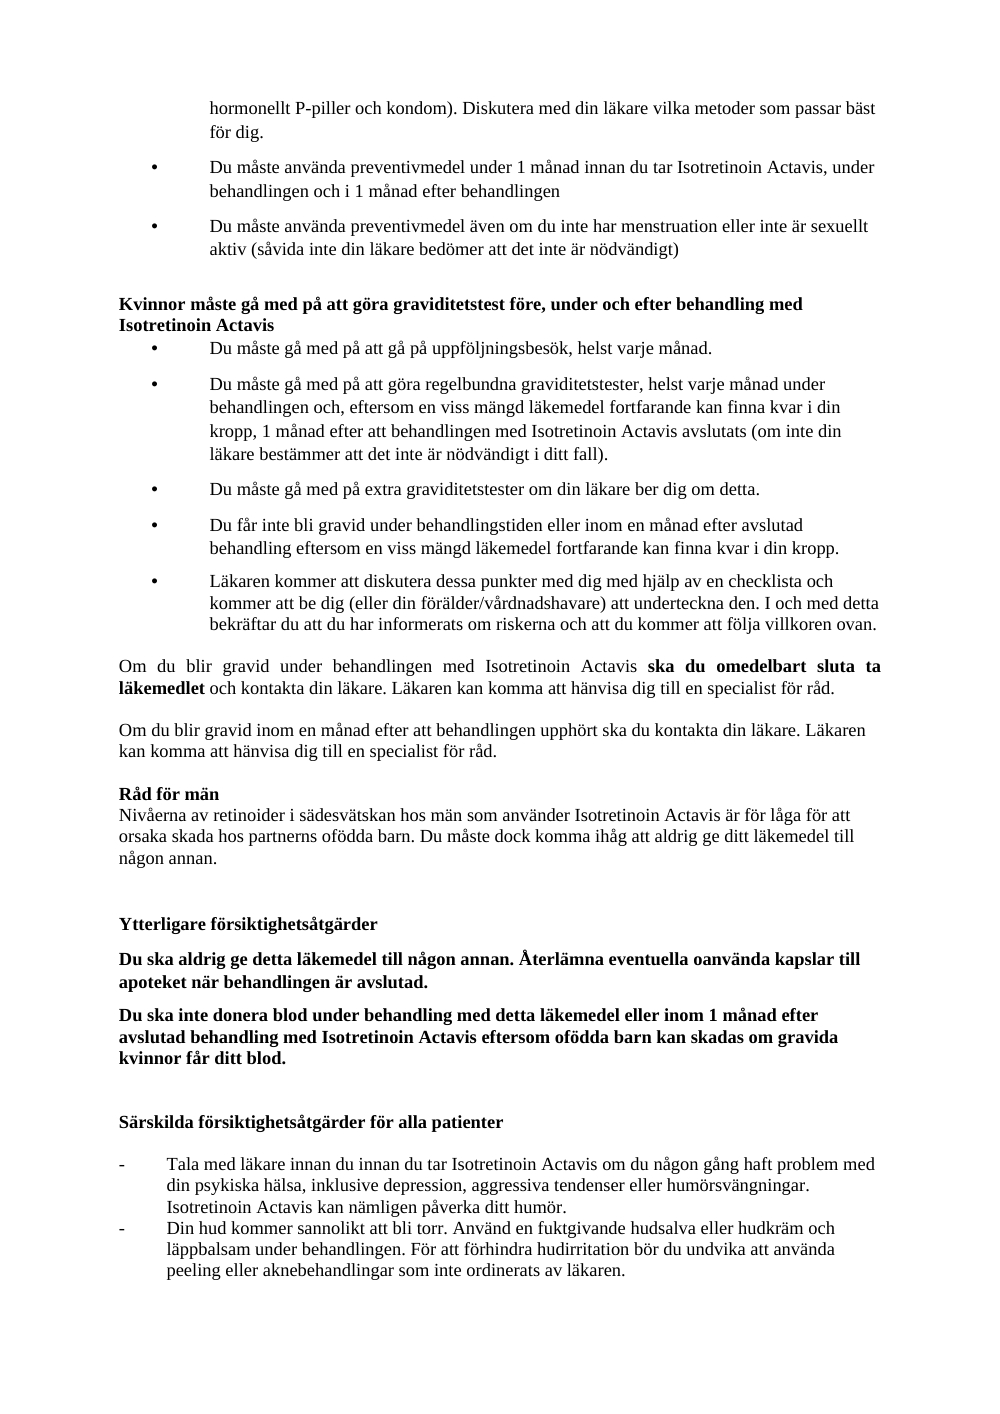 hormonellt P-piller och kondom). Diskutera med din läkare vilka metoder som passar bäst
för dig.
• Du måste använda preventivmedel under 1 månad innan du tar Isotretinoin Actavis, under
behandlingen och i 1 månad efter behandlingen
• Du måste använda preventivmedel även om du inte har menstruation eller inte är sexuellt
aktiv (såvida inte din läkare bedömer att det inte är nödvändigt)
Kvinnor måste gå med på att göra graviditetstest före, under och efter behandling med
Isotretinoin Actavis
• Du måste gå med på att gå på uppföljningsbesök, helst varje månad.
• Du måste gå med på att göra regelbundna graviditetstester, helst varje månad under
behandlingen och, eftersom en viss mängd läkemedel fortfarande kan finna kvar i din
kropp, 1 månad efter att behandlingen med Isotretinoin Actavis avslutats (om inte din
läkare bestämmer att det inte är nödvändigt i ditt fall).
• Du måste gå med på extra graviditetstester om din läkare ber dig om detta.
• Du får inte bli gravid under behandlingstiden eller inom en månad efter avslutad
behandling eftersom en viss mängd läkemedel fortfarande kan finna kvar i din kropp.
• Läkaren kommer att diskutera dessa punkter med dig med hjälp av en checklista och
kommer att be dig (eller din förälder/vårdnadshavare) att underteckna den. I och med detta
bekräftar du att du har informerats om riskerna och att du kommer att följa villkoren ovan.
Om du blir gravid under behandlingen med Isotretinoin Actavis ska du omedelbart sluta ta
läkemedlet och kontakta din läkare. Läkaren kan komma att hänvisa dig till en specialist för råd.
Om du blir gravid inom en månad efter att behandlingen upphört ska du kontakta din läkare. Läkaren
kan komma att hänvisa dig till en specialist för råd.
Råd för män
Nivåerna av retinoider i sädesvätskan hos män som använder Isotretinoin Actavis är för låga för att
orsaka skada hos partnerns ofödda barn. Du måste dock komma ihåg att aldrig ge ditt läkemedel till
någon annan.
Ytterligare försiktighetsåtgärder
Du ska aldrig ge detta läkemedel till någon annan. Återlämna eventuella oanvända kapslar till
apoteket när behandlingen är avslutad.
Du ska inte donera blod under behandling med detta läkemedel eller inom 1 månad efter
avslutad behandling med Isotretinoin Actavis eftersom ofödda barn kan skadas om gravida
kvinnor får ditt blod.
Särskilda försiktighetsåtgärder för alla patienter
- Tala med läkare innan du innan du tar Isotretinoin Actavis om du någon gång haft problem med
din psykiska hälsa, inklusive depression, aggressiva tendenser eller humörsvängningar.
Isotretinoin Actavis kan nämligen påverka ditt humör.
- Din hud kommer sannolikt att bli torr. Använd en fuktgivande hudsalva eller hudkräm och
läppbalsam under behandlingen. För att förhindra hudirritation bör du undvika att använda
peeling eller aknebehandlingar som inte ordinerats av läkaren.